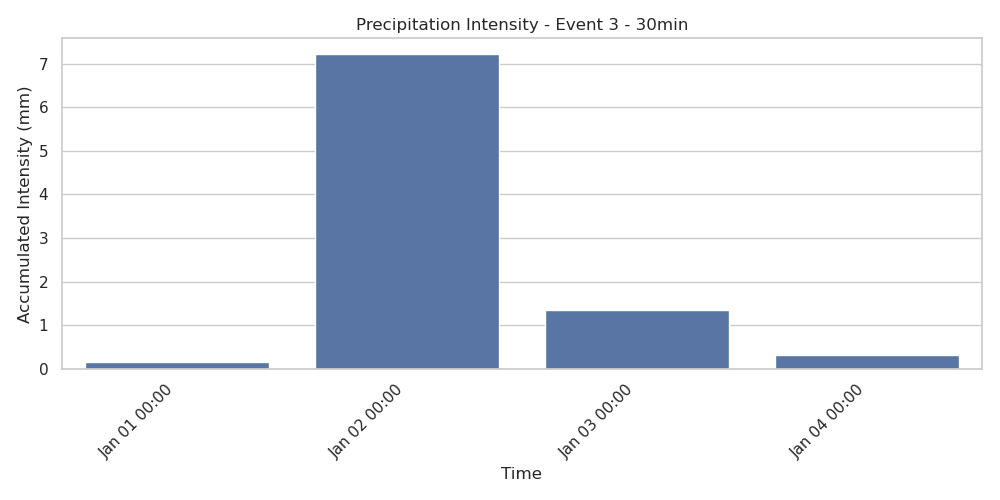 Precipitation Intensity - Event 3 - 30min
Accumulated Intensity (mm)
7
6
5
4
3
2
1
0
Jan 01 00:00
Jan 02 00:00
Jan 03 00:00
Jan 04 00:00
Time